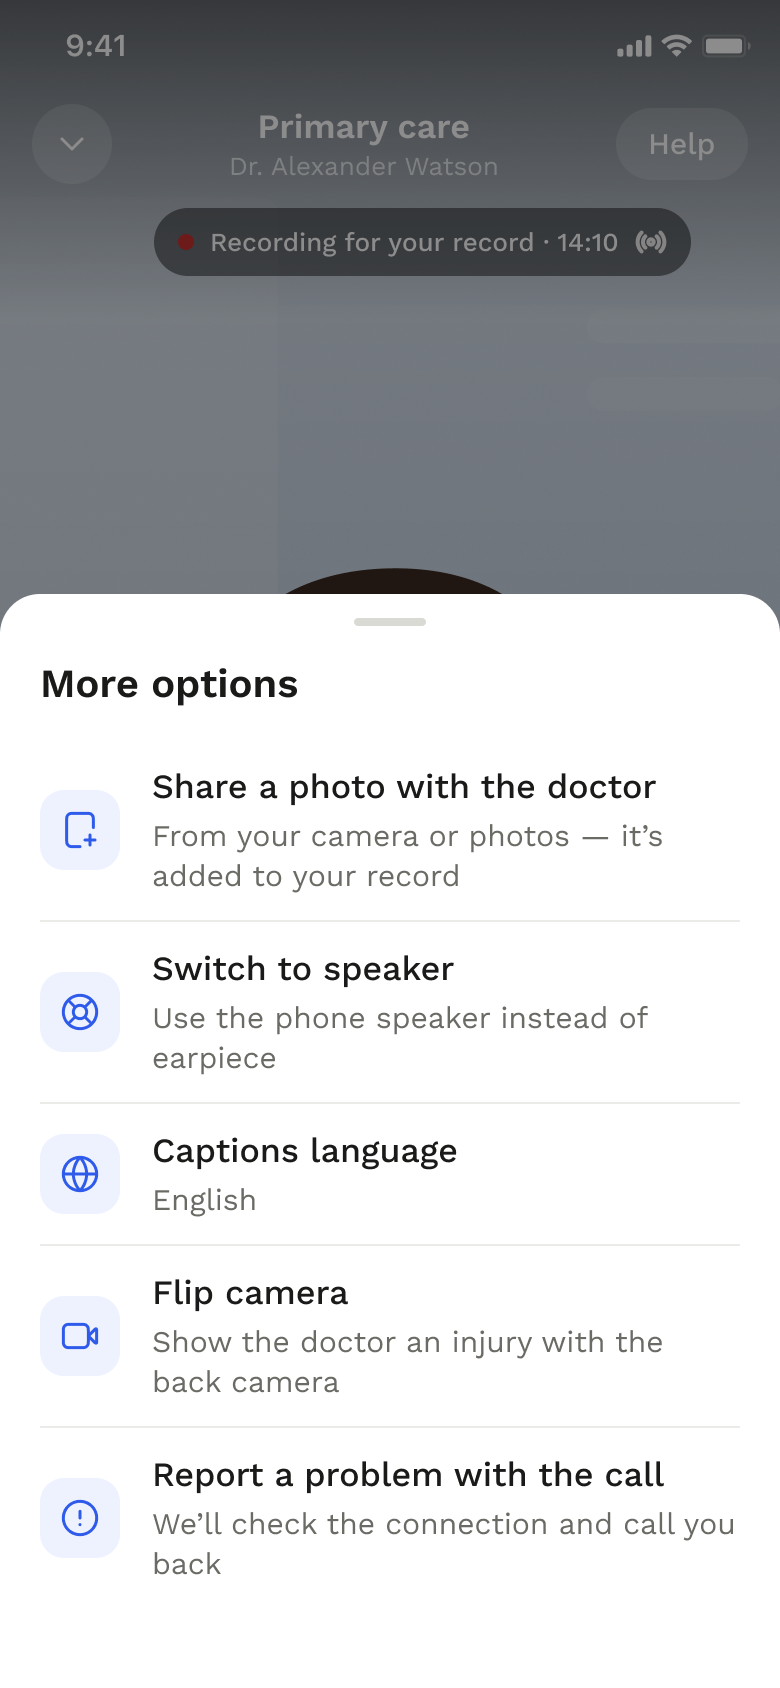 9:41
Primary care
Dr. Alexander Watson
Help
Recording for your record · 14:10
More options
Share a photo with the doctor
From your camera or photos — it’s
added to your record
Switch to speaker
Use the phone speaker instead of
earpiece
Captions language
English
Flip camera
Show the doctor an injury with the
back camera
Report a problem with the call
We’ll check the connection and call you
back